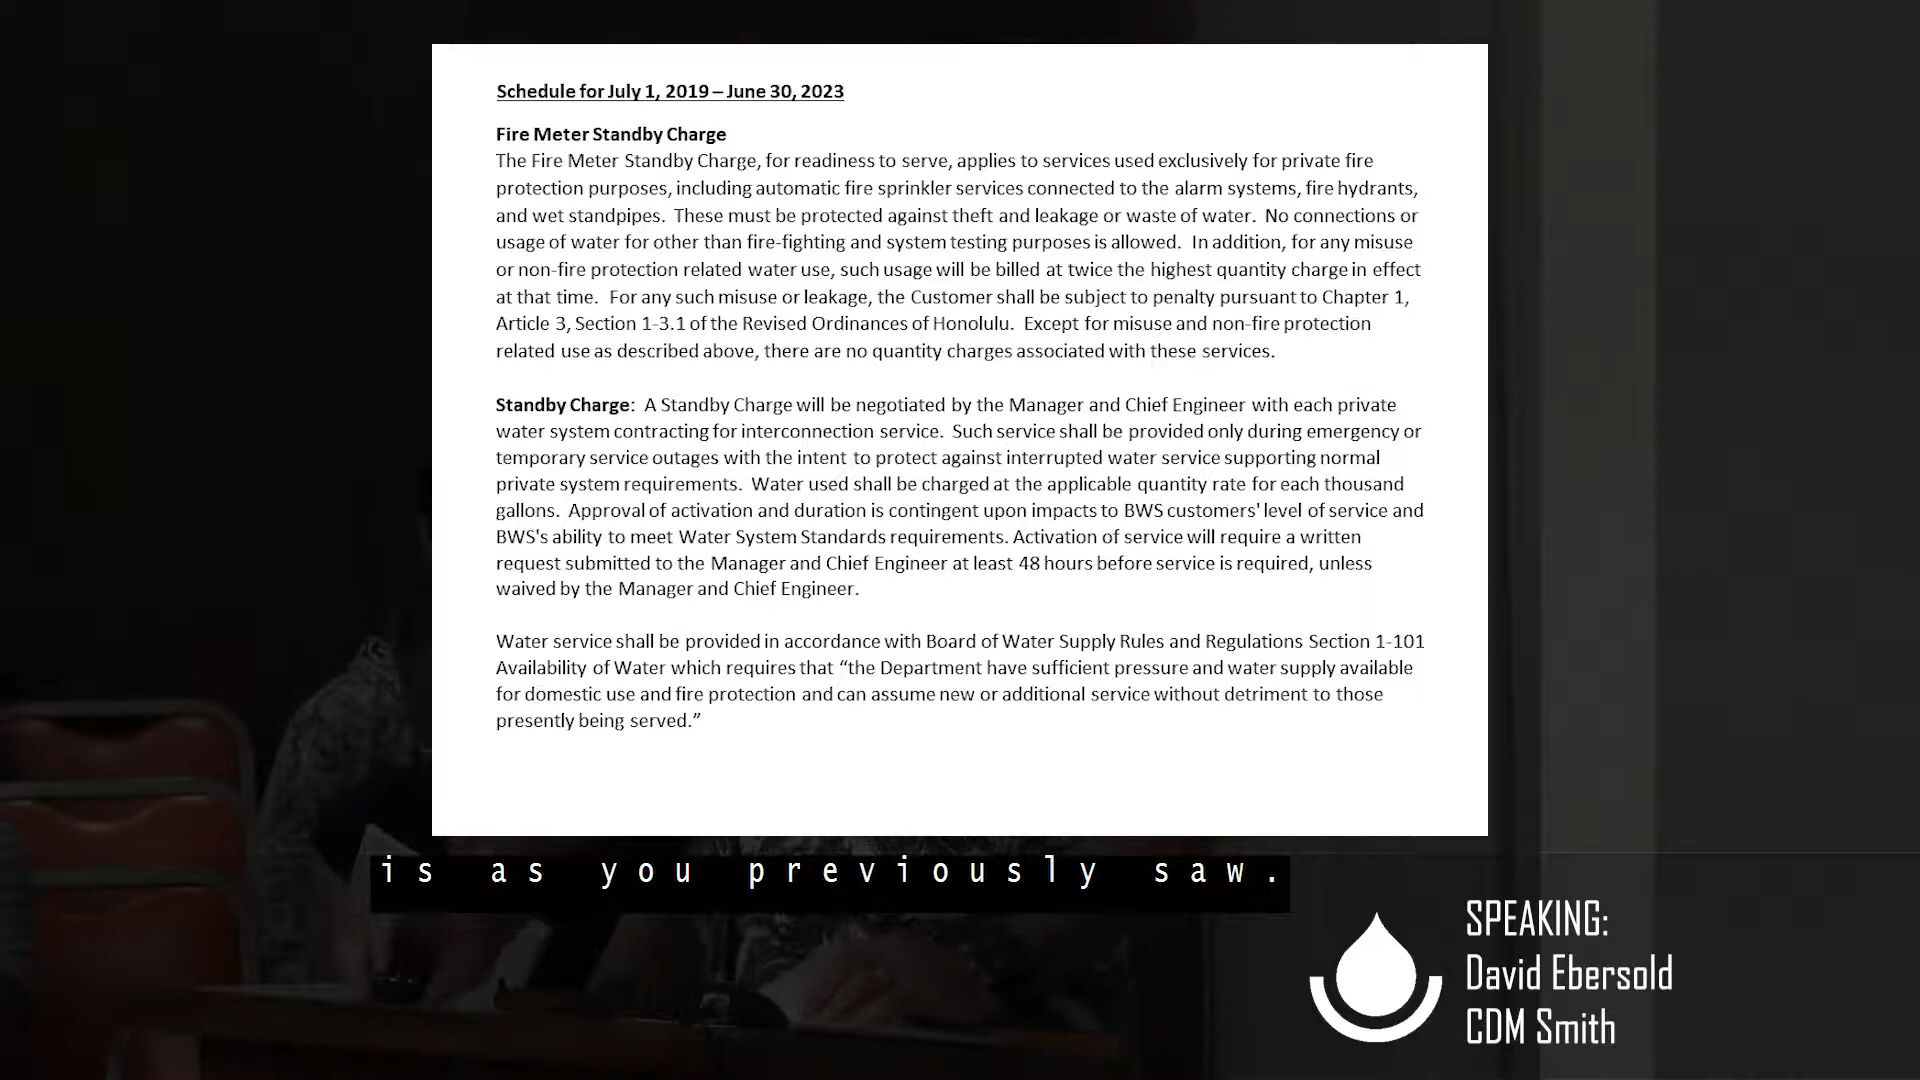 Schedule for July 1, 2019 – June 30, 2023
Fire Meter Standby Charge
The Fire Meter Standby Charge, for readiness to serve, applies to services used exclusively for private fire
protection purposes, including automatic fire sprinkler services connected to the alarm systems, fire hydrants,
and wet standpipes.  These must be protected against theft and leakage or waste of water.  No connections or
usage of water for other than fire-fighting and system testing purposes is allowed.  In addition, for any misuse
or non-fire protection related water use, such usage will be billed at twice the highest quantity charge in effect
at that time.  For any such misuse or leakage, the Customer shall be subject to penalty pursuant to Chapter 1,
Article 3, Section 1-3.1 of the Revised Ordinances of Honolulu.  Except for misuse and non-fire protection
related use as described above, there are no quantity charges associated with these services.
Standby Charge:  A Standby Charge will be negotiated by the Manager and Chief Engineer with each private
water system contracting for interconnection service.  Such service shall be provided only during emergency or
temporary service outages with the intent to protect against interrupted water service supporting normal
private system requirements.  Water used shall be charged at the applicable quantity rate for each thousand
gallons.  Approval of activation and duration is contingent upon impacts to BWS customers' level of service and
BWS's ability to meet Water System Standards requirements. Activation of service will require a written
request submitted to the Manager and Chief Engineer at least 48 hours before service is required, unless
waived by the Manager and Chief Engineer.
Water service shall be provided in accordance with Board of Water Supply Rules and Regulations Section 1-101
Availability of Water which requires that “the Department have sufficient pressure and water supply available
for domestic use and fire protection and can assume new or additional service without detriment to those
presently being served.”
is as you previously saw.
SPEAKING:
David Ebersold
CDM Smith